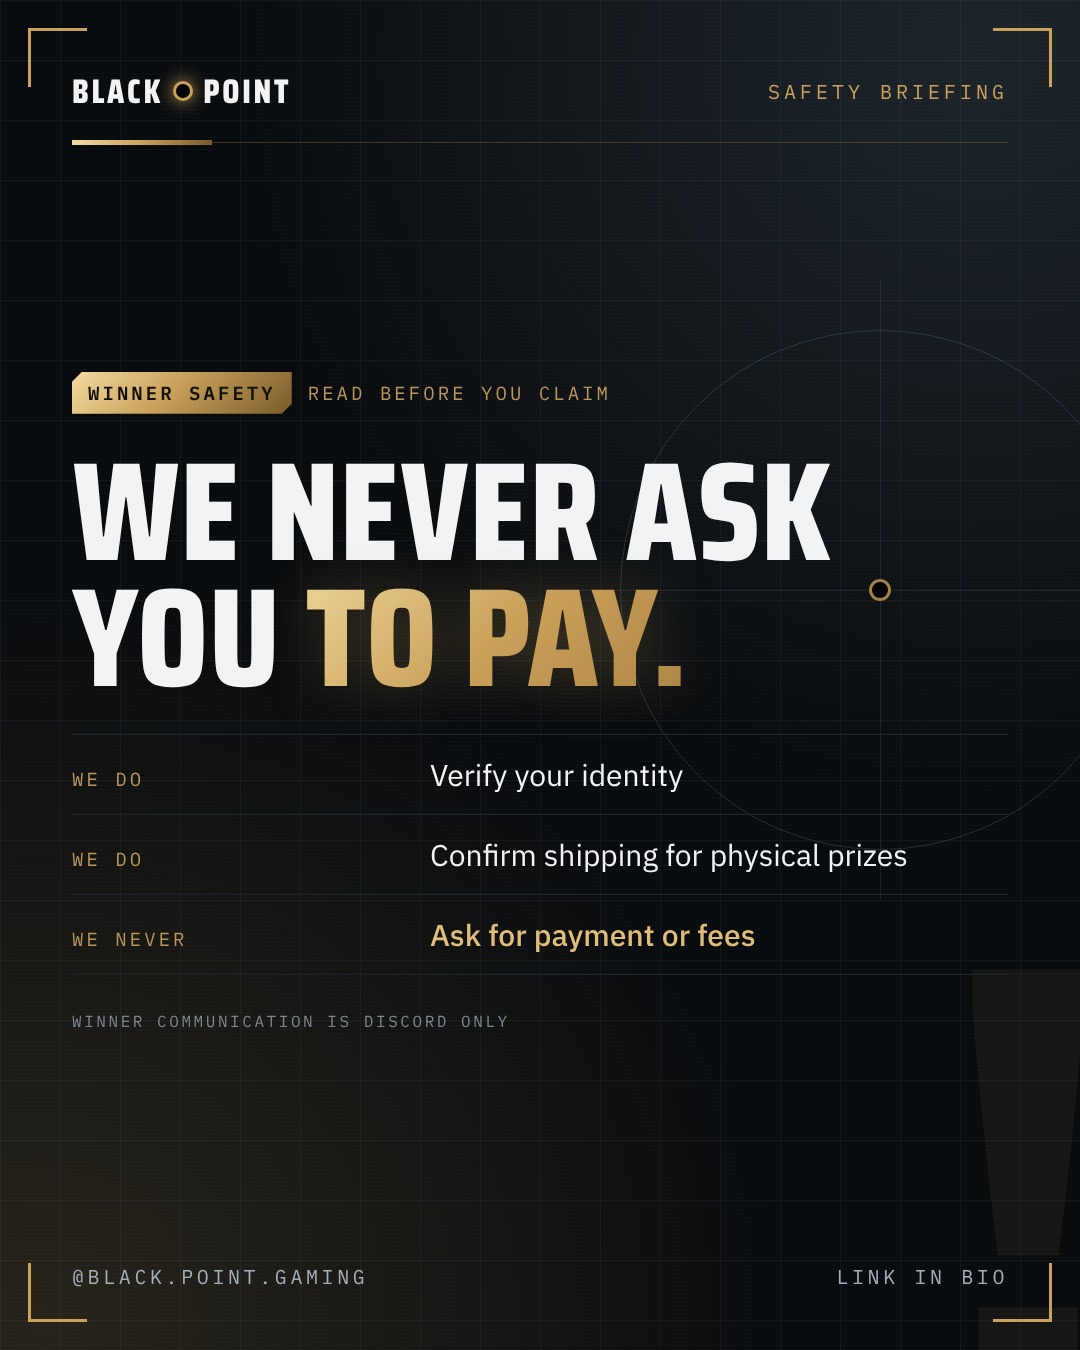 BLACK POINT
SAFETY BRIEFING
WINNER SAFETY
READ BEFORE YOU CLAIM
WE NEVER ASK
YOU TO PAY.
WE DO
Verify your identity
WE DO
Confirm shipping for physical prizes
WE NEVER
Ask for payment or fees
WINNER COMMUNICATION IS DISCORD ONLY
@BLACK.POINT.GAMING
LINK IN BIO
!